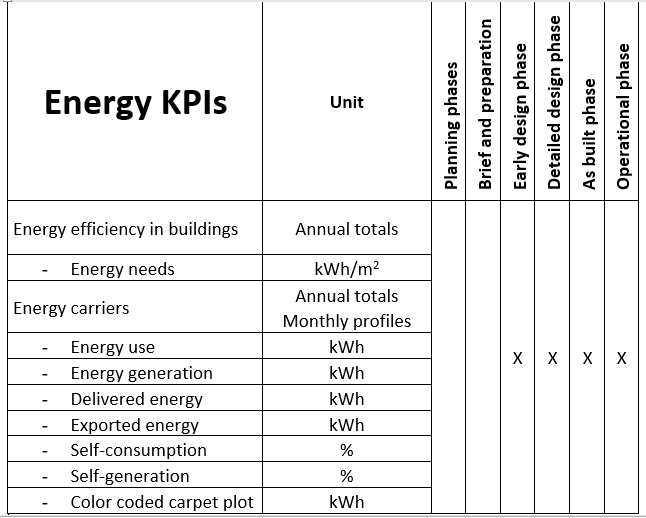 Energy KPIs
Unit
Planning phases
Brief and preparation
Early design phase
Detailed design phase
As built phase
Operational phase
Energy efficiency in buildings
Annual totals
- Energy needs
kWh/m²
Energy carriers
Annual totals
Monthly profiles
- Energy use
kWh
- Energy generation
kWh
- Delivered energy
kWh
- Exported energy
kWh
- Self-consumption
%
- Self-generation
%
- Color coded carpet plot
kWh
X X X X